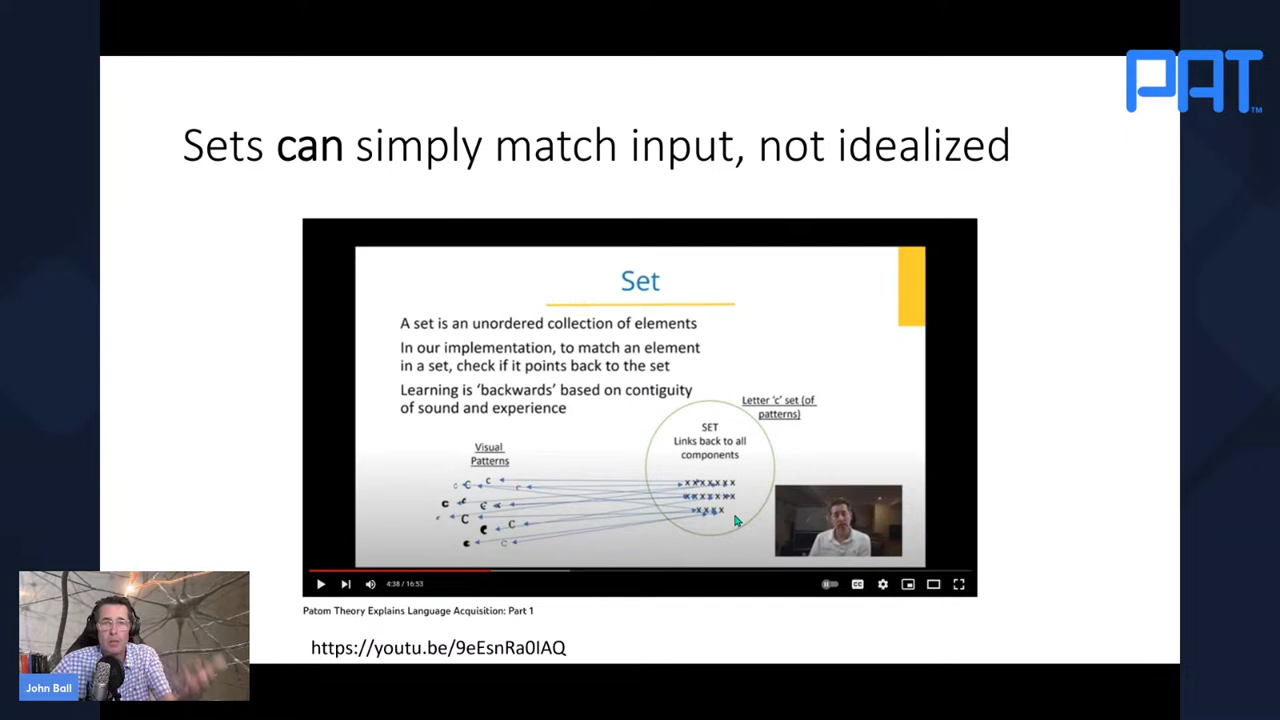 PAT™
Sets can simply match input, not idealized
Set
A set is an unordered collection of elements
In our implementation, to match an element
in a set, check if it points back to the set
Learning is ‘backwards’ based on contiguity
of sound and experience
Letter ‘c’ set (of
patterns)
SET
Links back to all
components
Visual
Patterns
c C c c
c c c c
c C c C
c c
x x x x x x x
x x x x x x x
x x x x
4:38 / 16:53
CC
Patom Theory Explains Language Acquisition: Part 1
https://youtu.be/9eEsnRa0IAQ
John Ball